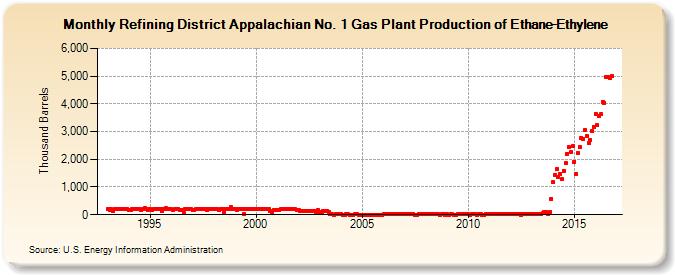 Monthly Refining District Appalachian No. 1 Gas Plant Production of Ethane-Ethylene
Thousand Barrels
6,000
5,000
4,000
3,000
2,000
1,000
0
1995 2000 2005 2010 2015
Source: U.S. Energy Information Administration